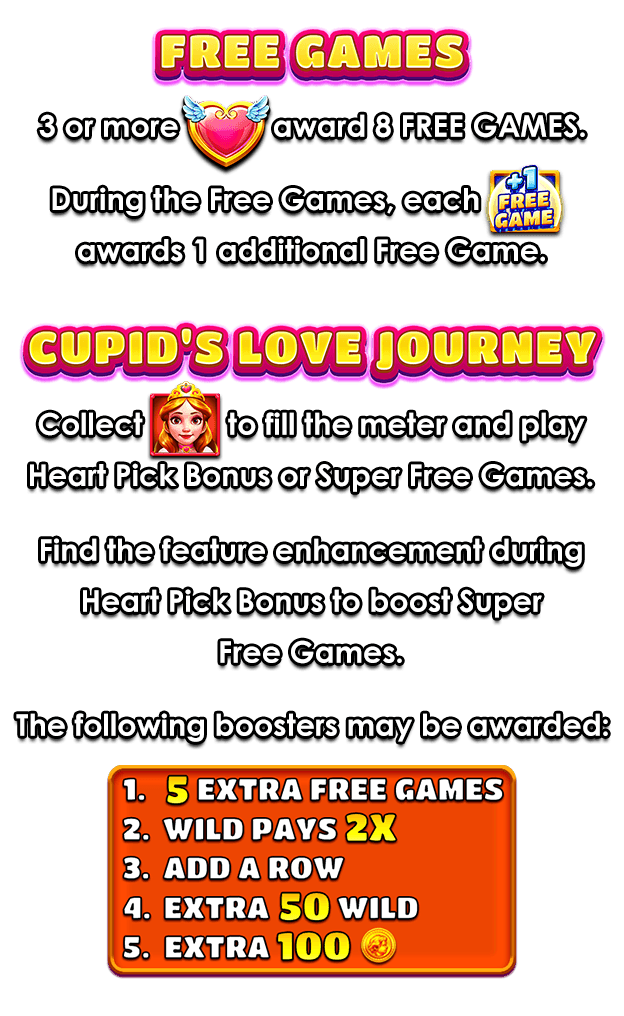 FREE GAMES
3 or more award 8 FREE GAMES.
During the Free Games, each +1 FREE GAME
awards 1 additional Free Game.
CUPID'S LOVE JOURNEY
Collect to fill the meter and play
Heart Pick Bonus or Super Free Games.
Find the feature enhancement during
Heart Pick Bonus to boost Super
Free Games.
The following boosters may be awarded:
1. 5 EXTRA FREE GAMES
2. WILD PAYS 2X
3. ADD A ROW
4. EXTRA 50 WILD
5. EXTRA 100